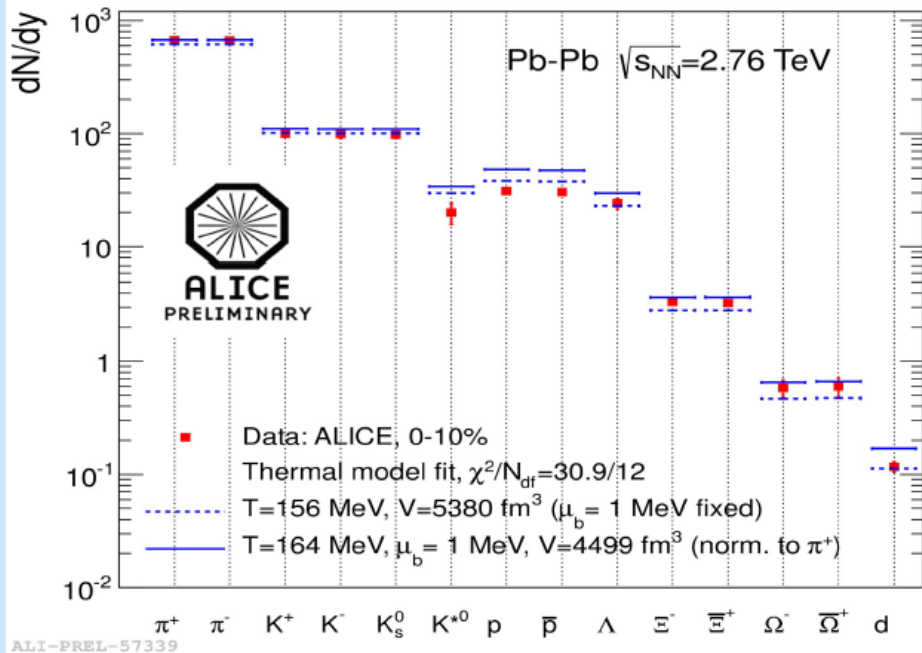 dN/dy
10³
10²
10
1
10⁻¹
10⁻²
Pb-Pb √sNN=2.76 TeV
ALICE
PRELIMINARY
Data: ALICE, 0-10%
Thermal model fit, χ²/Ndf=30.9/12
T=156 MeV, V=5380 fm³ (μb= 1 MeV fixed)
T=164 MeV, μb= 1 MeV, V=4499 fm³ (norm. to π⁺)
π⁺ π⁻ K⁺ K⁻ K⁰s K*⁰ p p̄ Λ Ξ⁻ Ξ̄⁺ Ω⁻ Ω̄⁺ d
ALI-PREL-57339